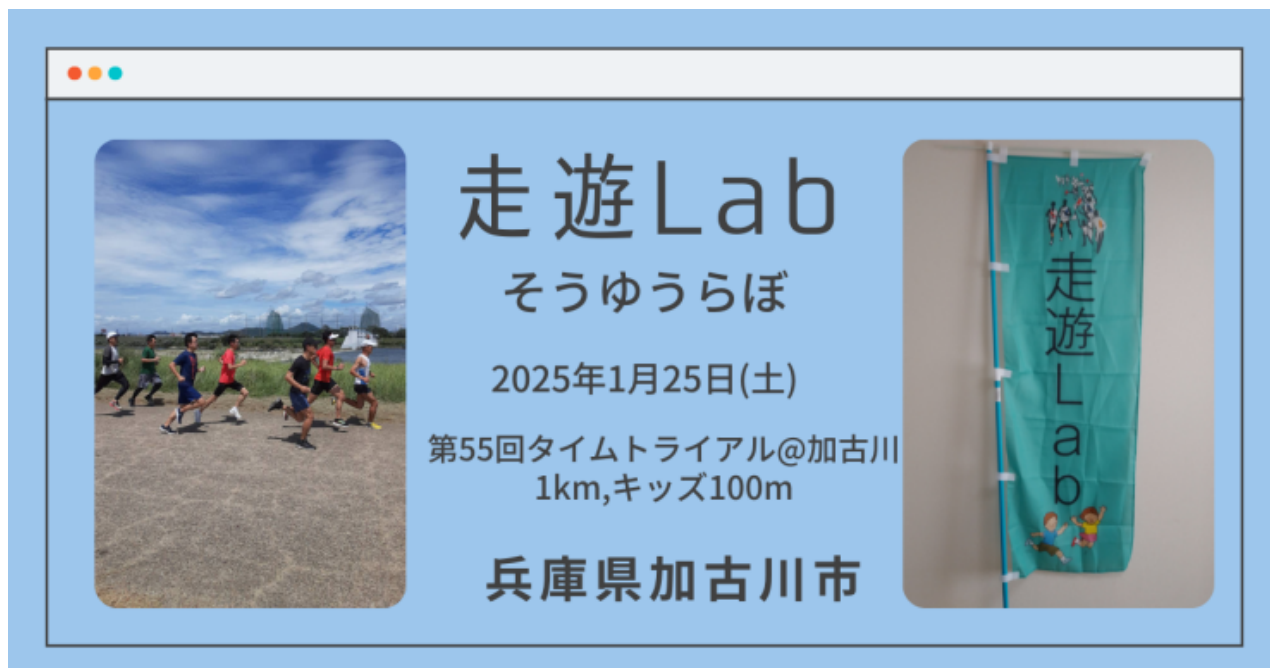 走遊Lab
そうゆうらぼ
2025年1月25日(土)
第55回タイムトライアル@加古川
1km,キッズ100m
兵庫県加古川市
走遊Lab